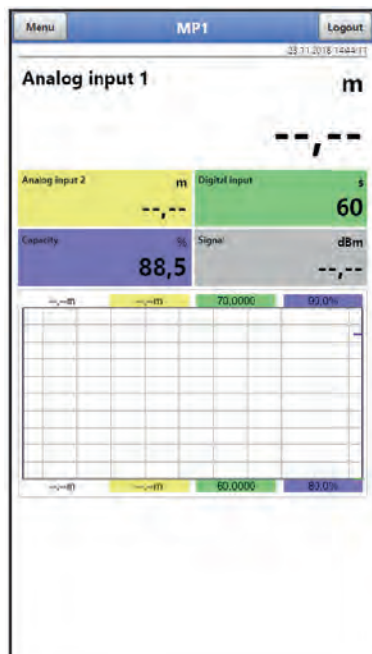 Menu MP1 Logout
23.11.2018 14:44:11
Analog input 1 m
--,--
Analog input 2 m Digital input s
--,-- 60
Capacity % Signal dBm
88,5 --,--
--,--m --,--m 70,0000 90,0%
--,--m --,--m 60,0000 80,0%